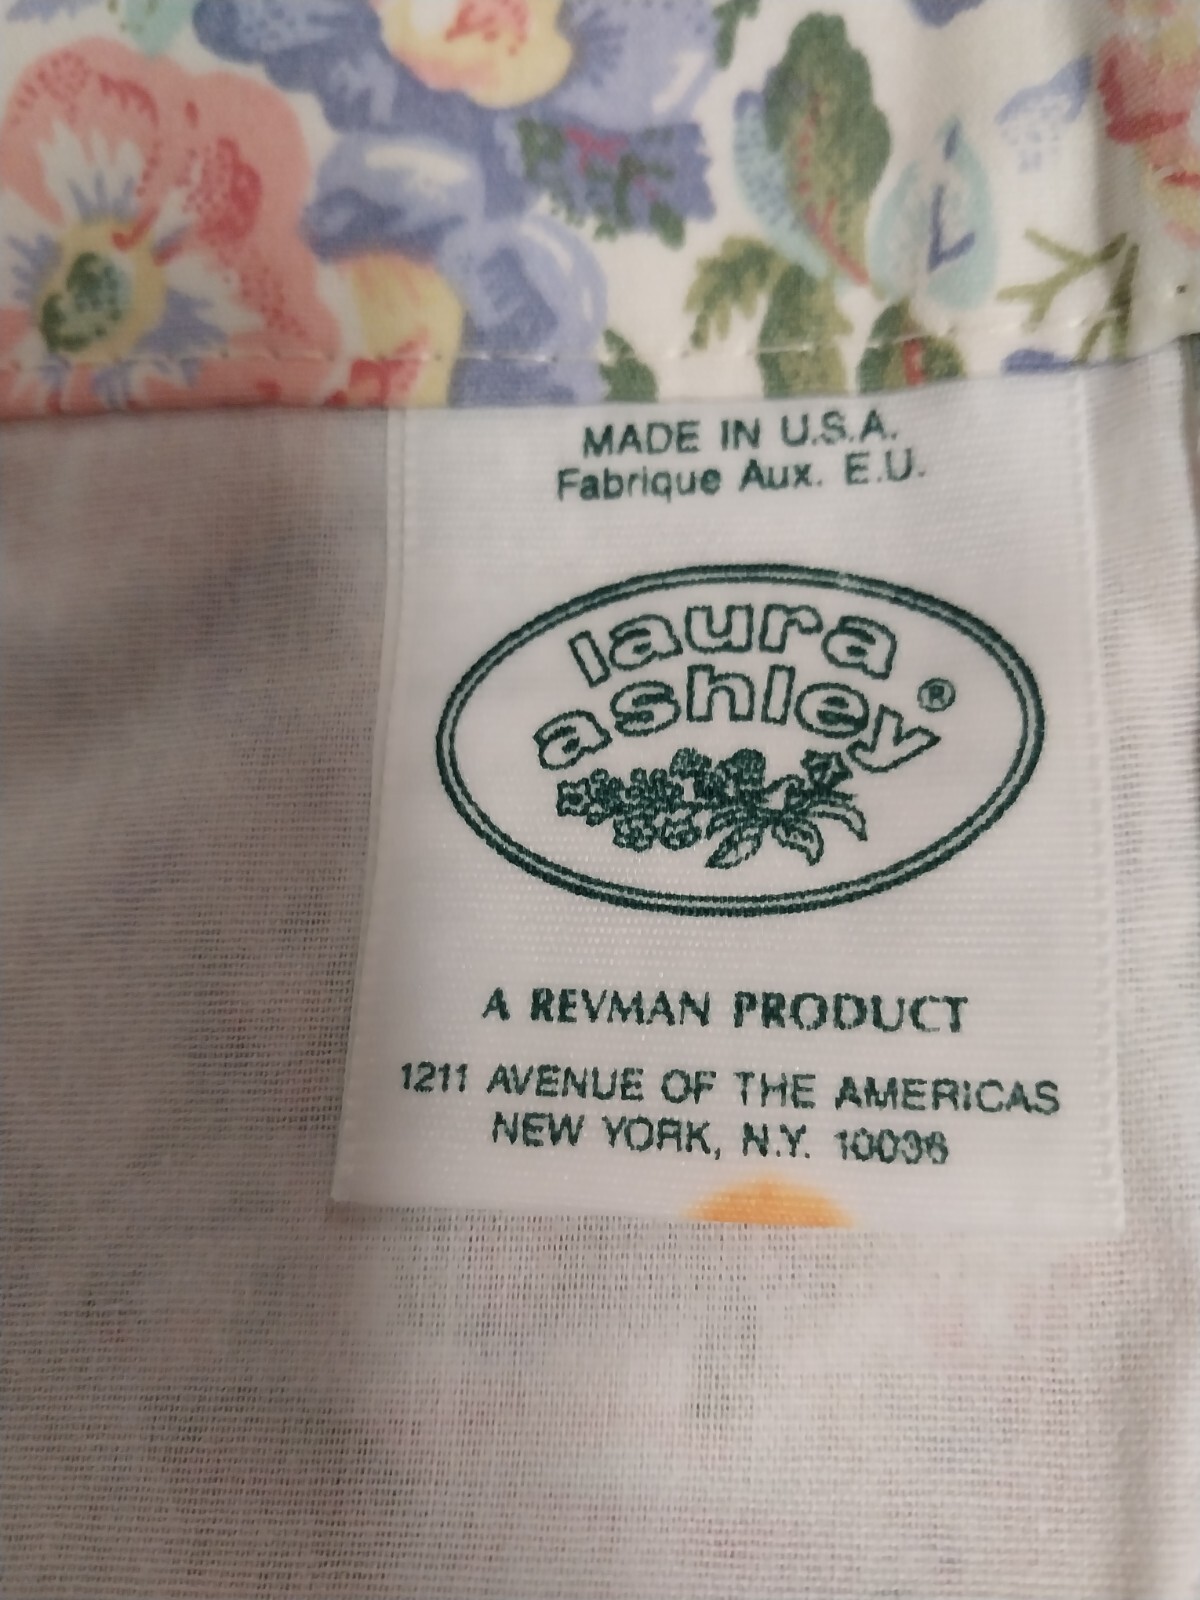 MADE IN U.S.A.
Fabrique Aux. E.U.
laura
ashley ®
A REVMAN PRODUCT
1211 AVENUE OF THE AMERICAS
NEW YORK, N.Y. 10036